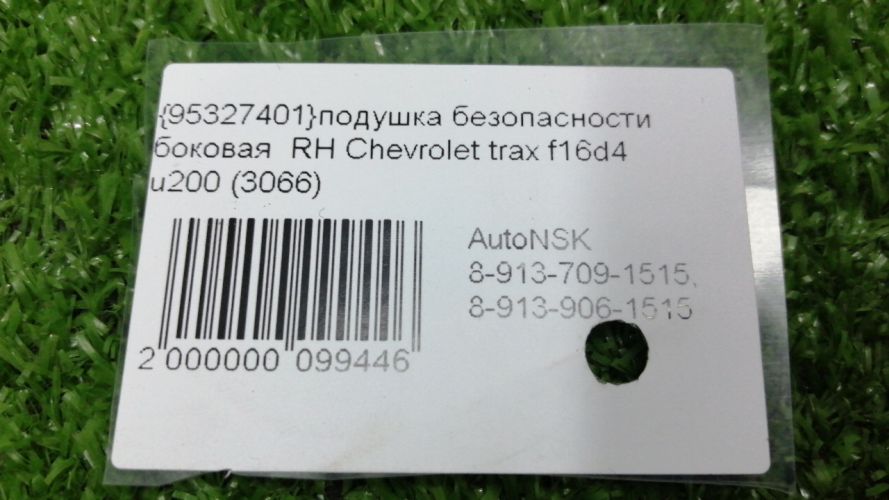 {95327401}подушка безопасности
боковая RH Chevrolet trax f16d4
u200 (3066)
AutoNSK
8-913-709-1515,
8-913-906-1515
2 000000 099446